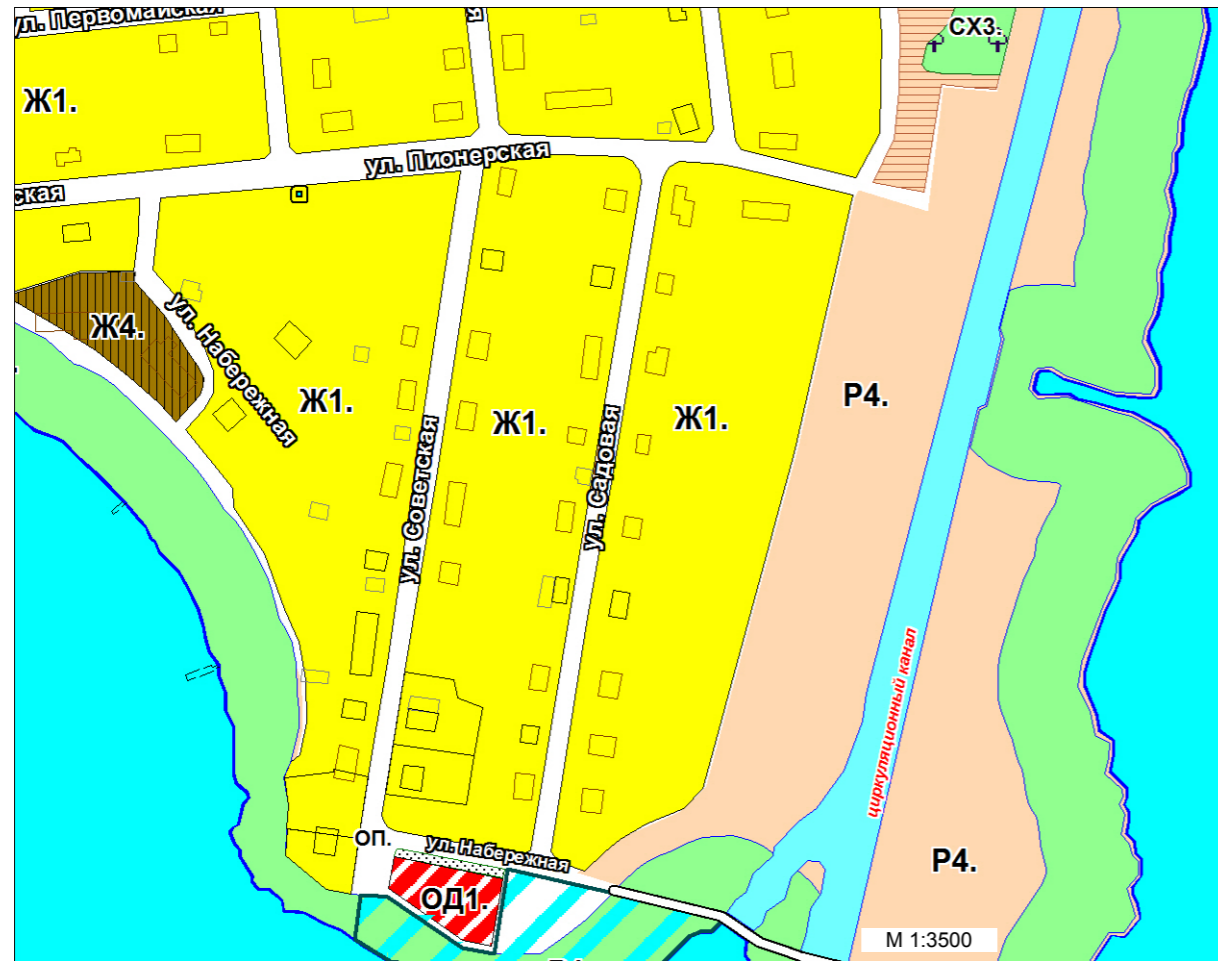 ул. Первомайская
СХ3.
Ж1.
ул. Пионерская
ская
Ж4.
ул. Набережная
Ж1.
Ж1.
Ж1.
Р4.
ул. Советская
ул. Садовая
циркуляционный канал
ОП.
ул. Набережная
Р4.
ОД1.
М 1:3500